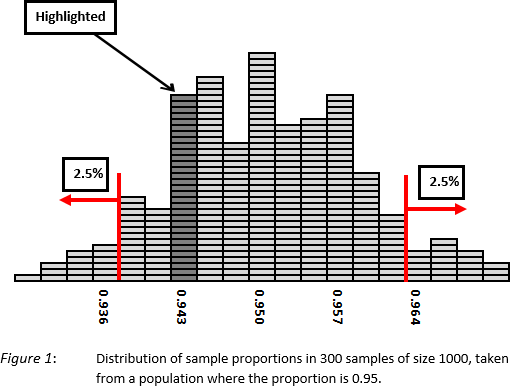 Highlighted
2.5%
2.5%
0.936
0.943
0.950
0.957
0.964
Figure 1: Distribution of sample proportions in 300 samples of size 1000, taken
from a population where the proportion is 0.95.